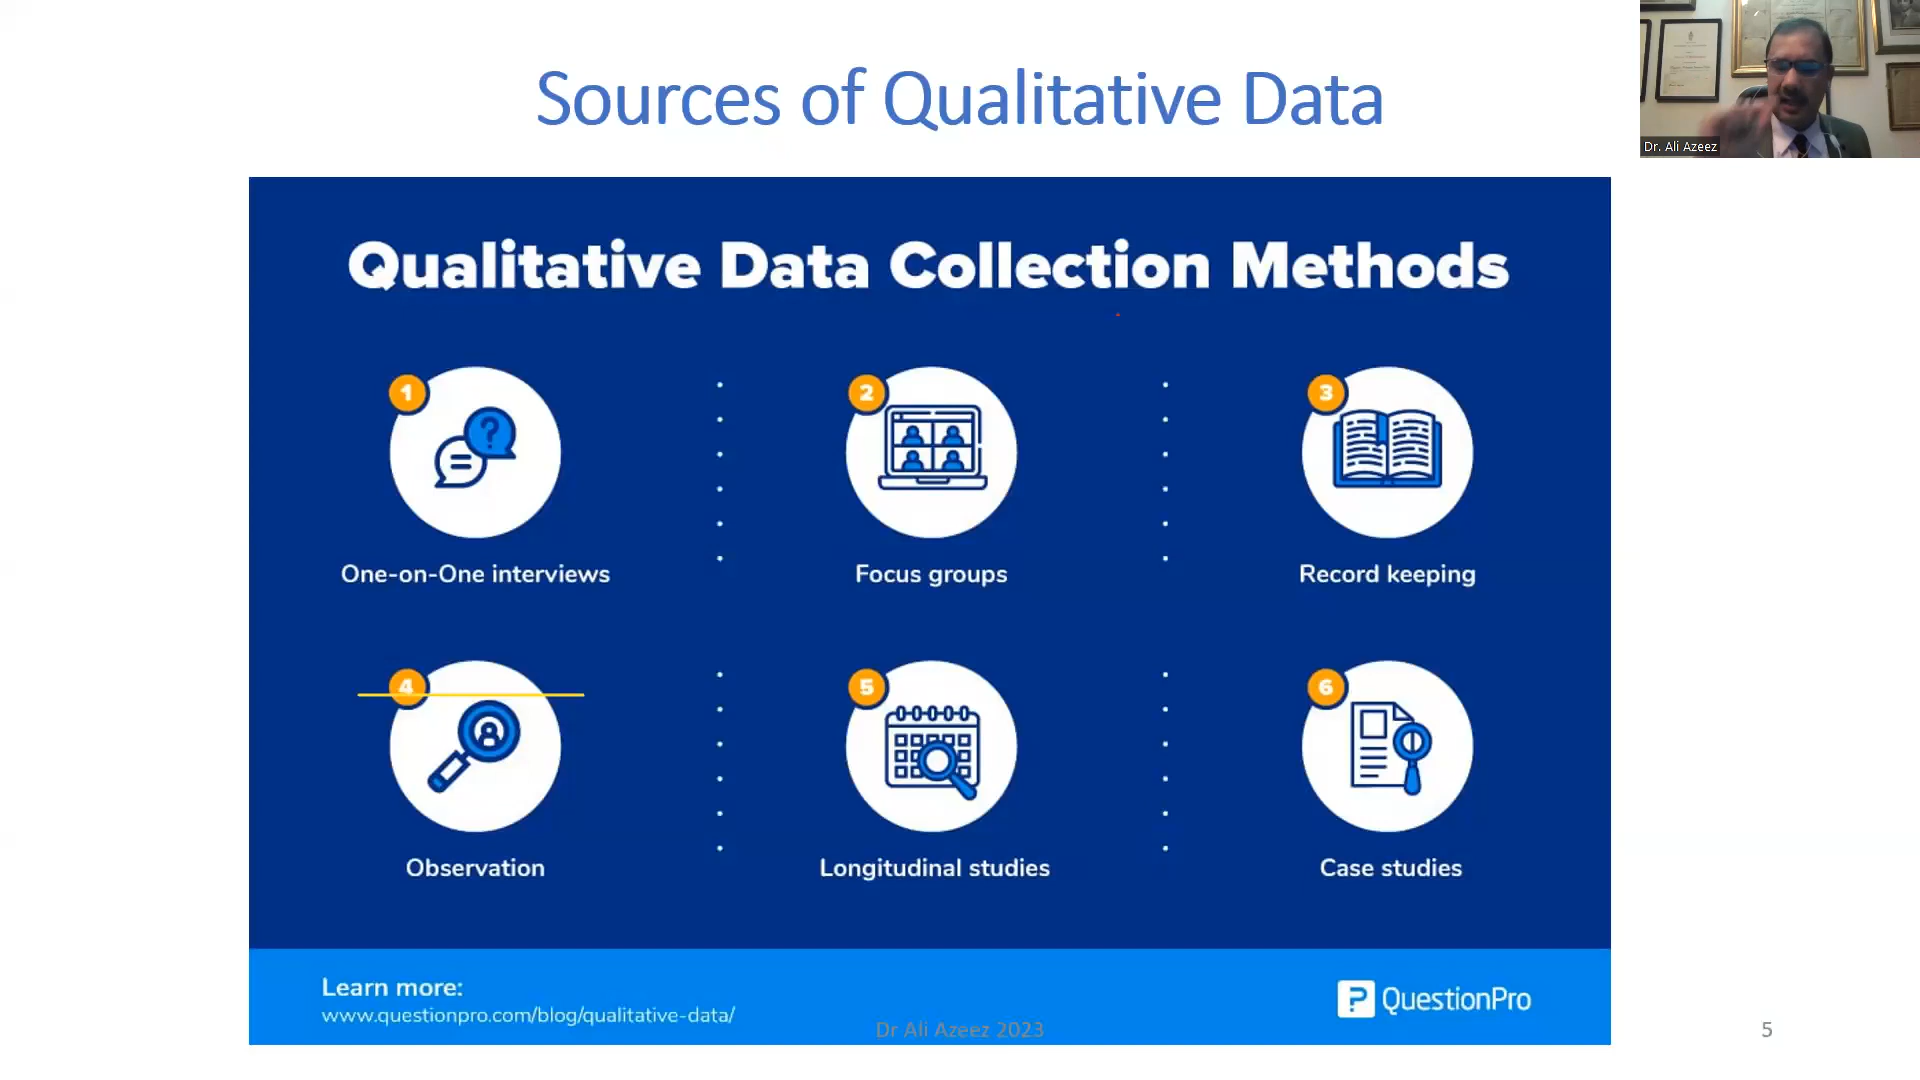 Sources of Qualitative Data
Dr. Ali Azeez
Qualitative Data Collection Methods
1
2
3
?
One-on-One interviews
Focus groups
Record keeping
4
5
6
Observation
Longitudinal studies
Case studies
Learn more:
www.questionpro.com/blog/qualitative-data/
QuestionPro
Dr Ali Azeez 2023
5